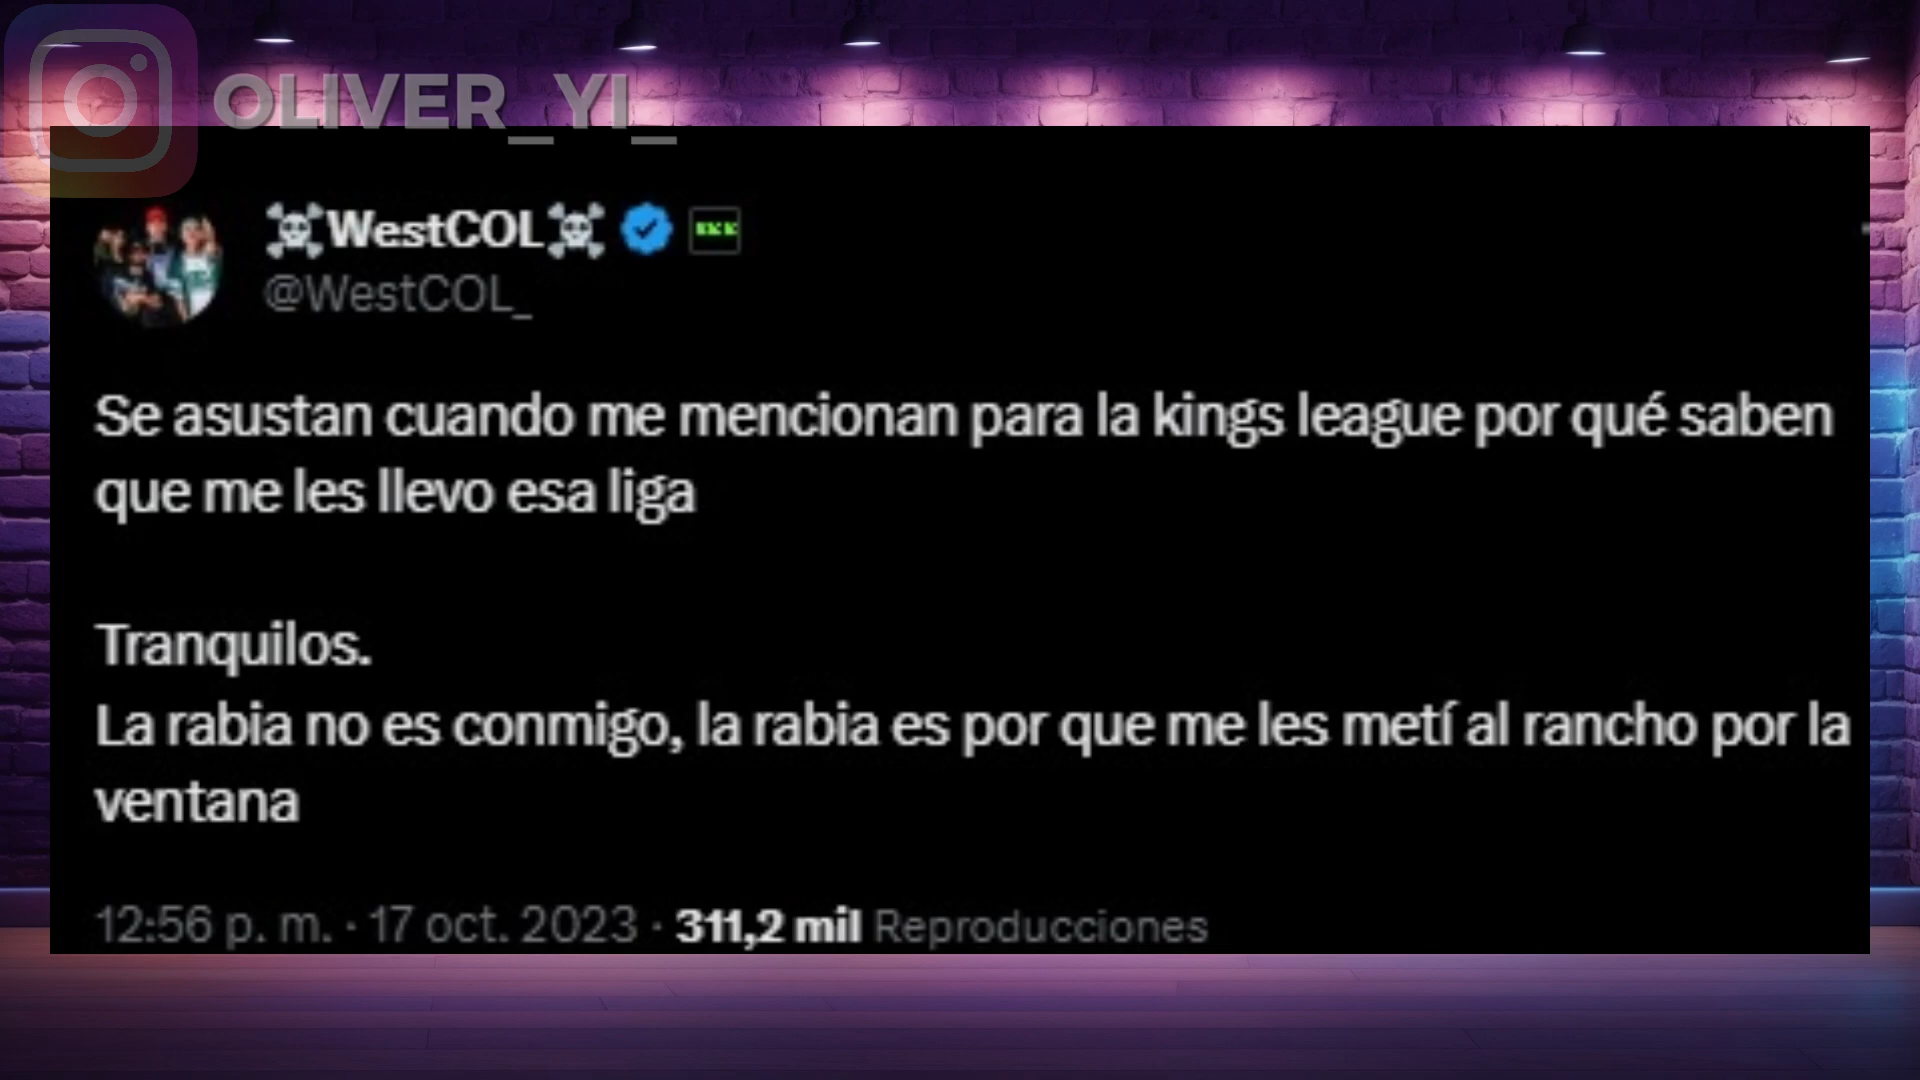 OLIVER_YI_
☠WestCOL☠
@WestCOL_
Se asustan cuando me mencionan para la kings league por qué saben
que me les llevo esa liga
Tranquilos.
La rabia no es conmigo, la rabia es por que me les metí al rancho por la
ventana
12:56 p. m. · 17 oct. 2023 · 311,2 mil Reproducciones